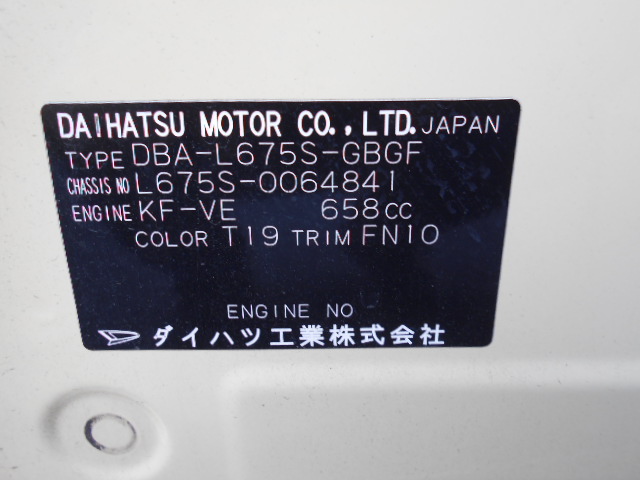 DAIHATSU MOTOR CO., LTD. JAPAN
TYPE DBA-L675S-GBGF
CHASSIS NO L675S-0064841
ENGINE KF-VE 658CC
COLOR T19 TRIM FN10
ENGINE NO
ダイハツ工業株式会社